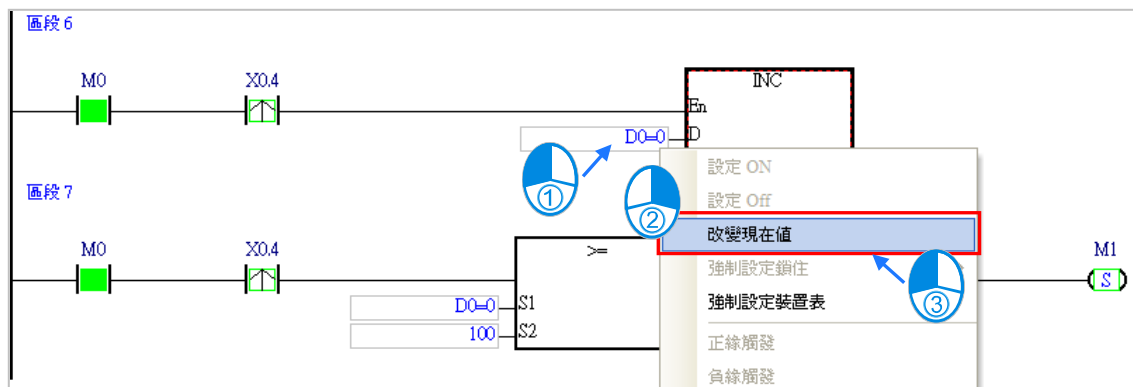 區段 6
M0 X0.4 INC
En
D0=0 D
設定 ON
① 設定 Off
區段 7 ②
改變現在值
M0 X0.4 >= M1
強制設定鎖住
S
③
D0=0 S1 強制設定裝置表
100 S2
正緣觸發
負緣觸發